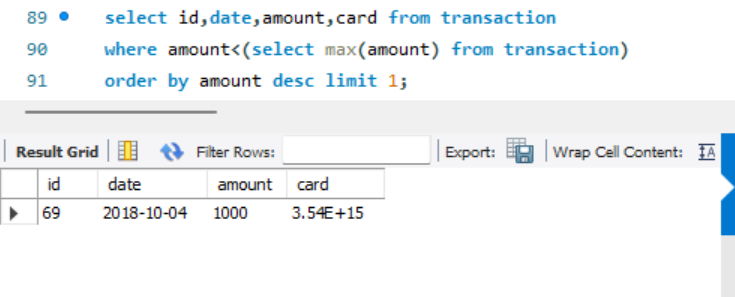 89 select id,date,amount,card from transaction
90 where amount<(select max(amount) from transaction)
91 order by amount desc limit 1;
Result Grid Filter Rows: Export: Wrap Cell Content: IA
id date amount card
69 2018-10-04 1000 3.54E+15